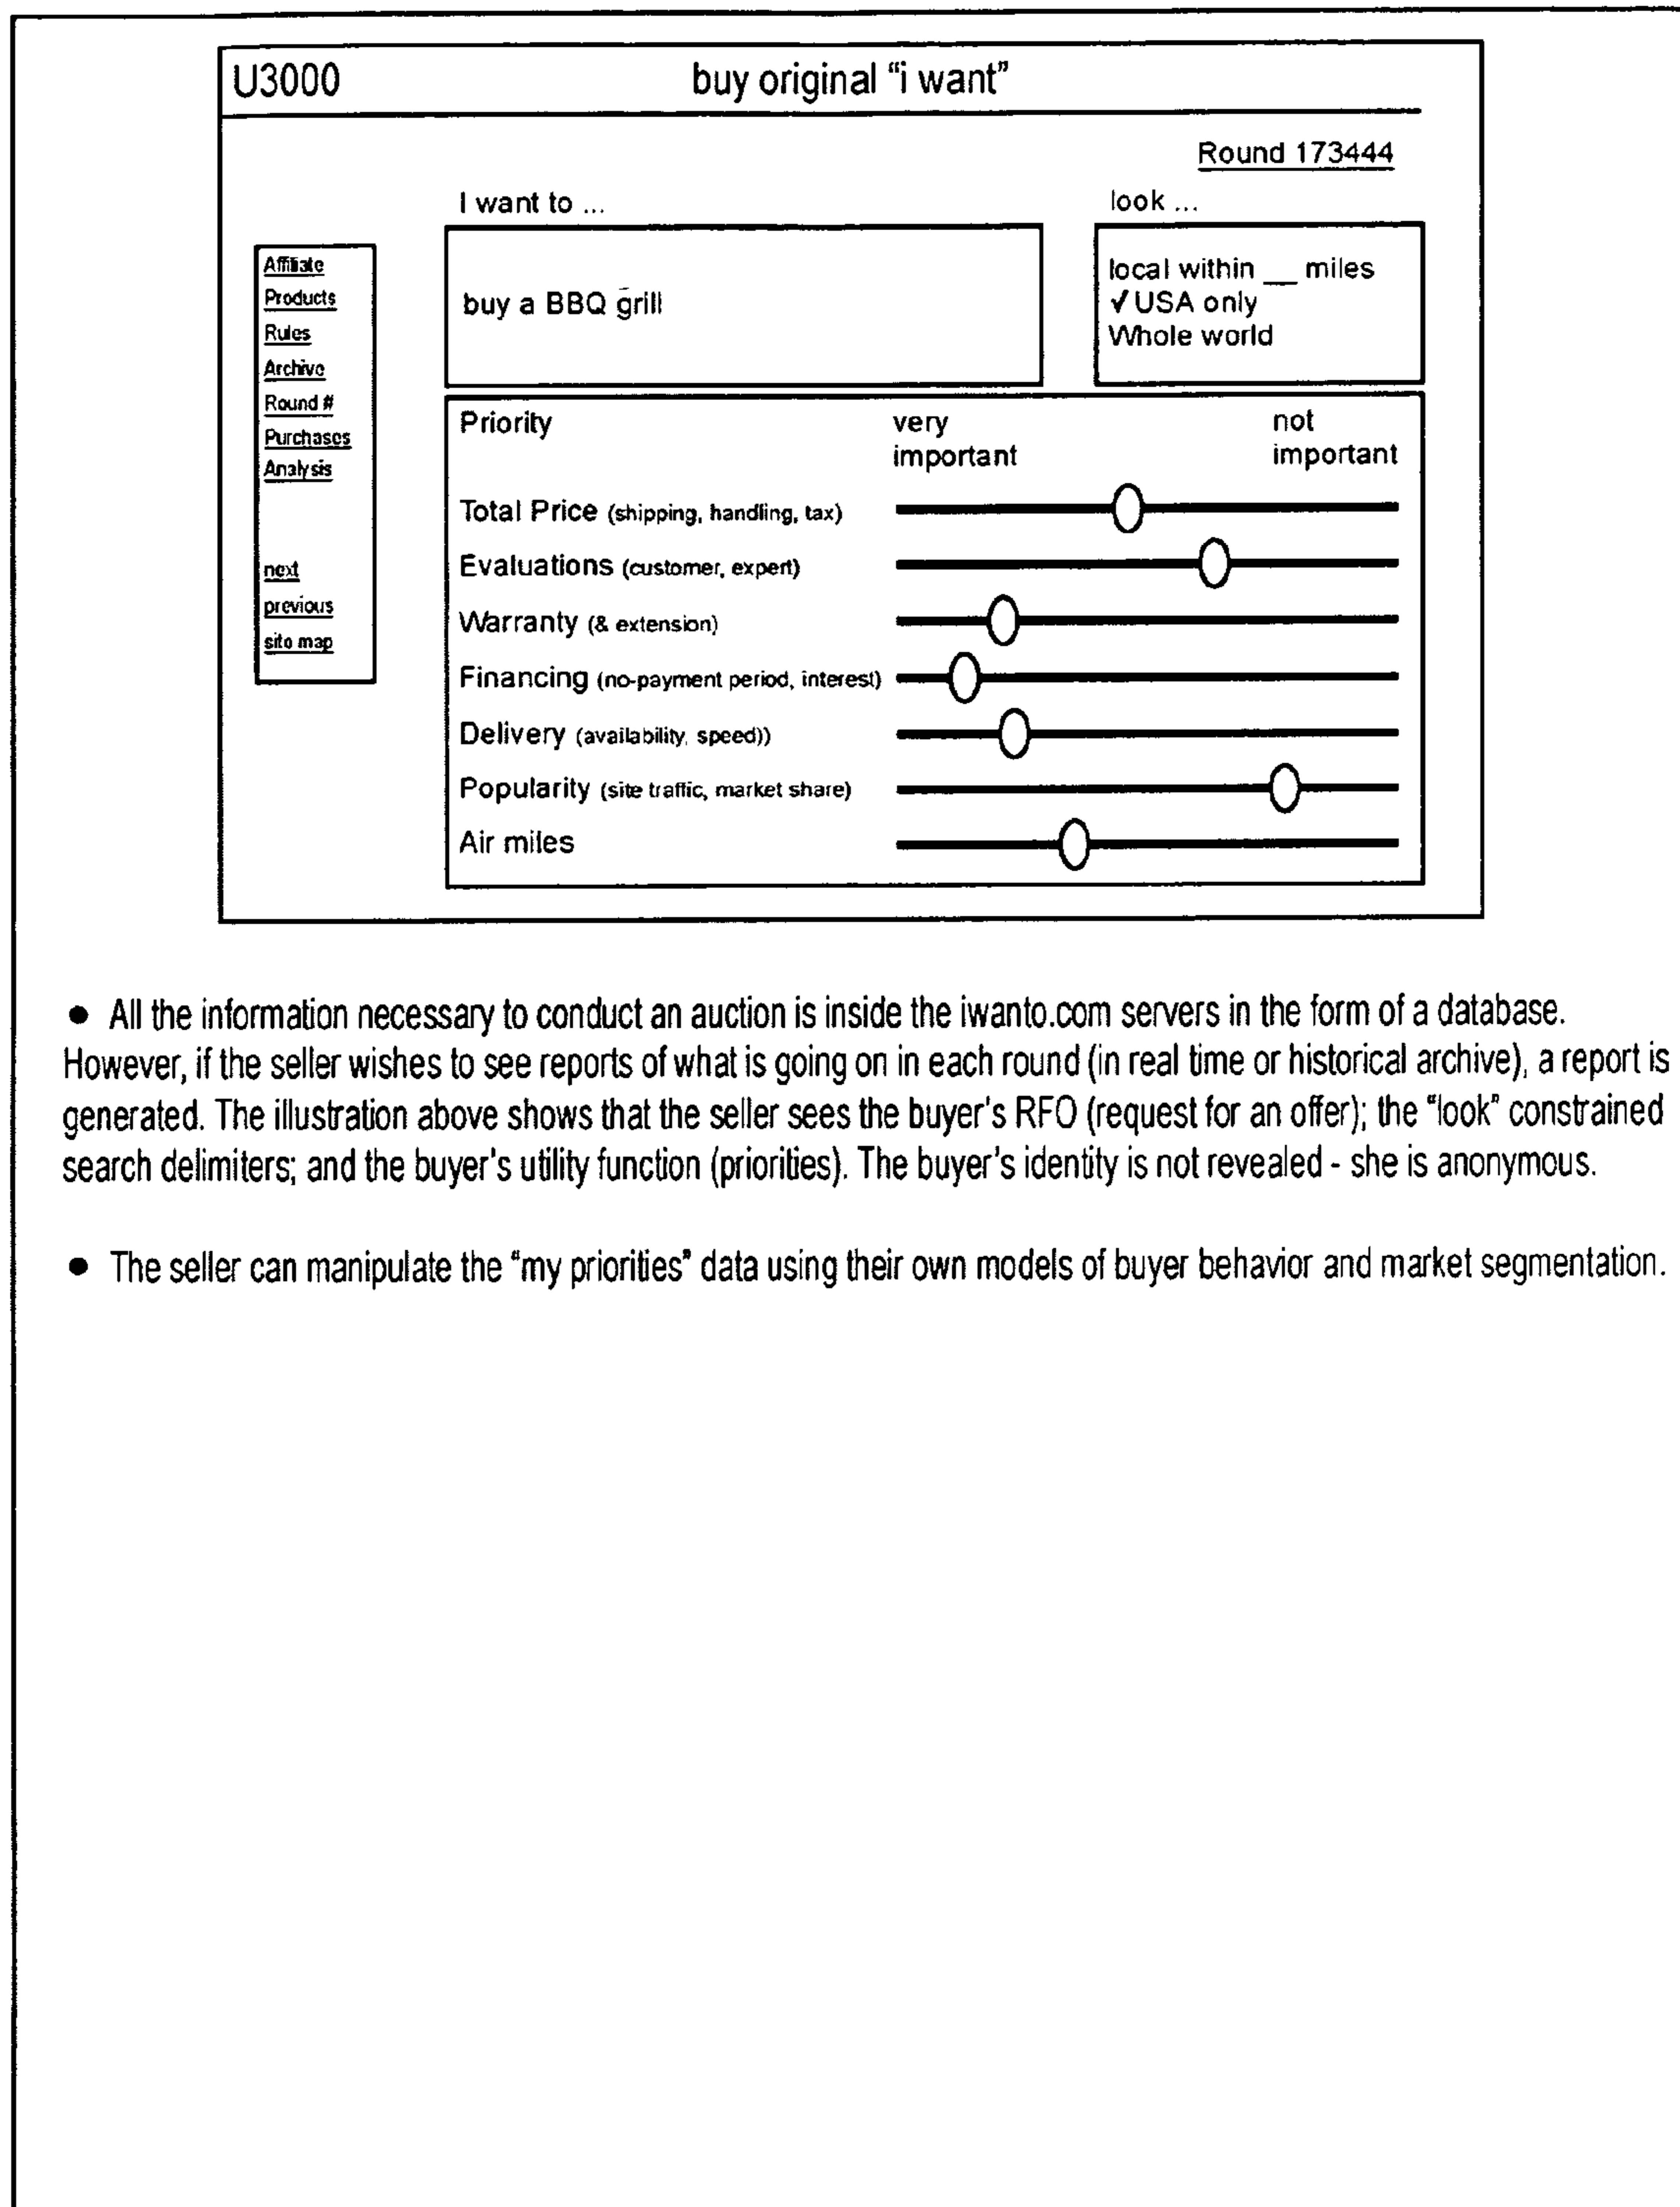 U3000 buy original “i want”
Round 173444
I want to ... look ...
Affiliate
Products
Rules
Archive
Round #
Purchases
Analysis
next
previous
site map
buy a BBQ grill
local within __ miles
✓USA only
Whole world
Priority very important not important
Total Price (shipping, handling, tax)
Evaluations (customer, expert)
Warranty (& extension)
Financing (no-payment period, interest)
Delivery (availability, speed))
Popularity (site traffic, market share)
Air miles
● All the information necessary to conduct an auction is inside the iwanto.com servers in the form of a database.
However, if the seller wishes to see reports of what is going on in each round (in real time or historical archive), a report is
generated. The illustration above shows that the seller sees the buyer's RFO (request for an offer); the "look" constrained
search delimiters; and the buyer's utility function (priorities). The buyer's identity is not revealed - she is anonymous.
● The seller can manipulate the "my priorities" data using their own models of buyer behavior and market segmentation.